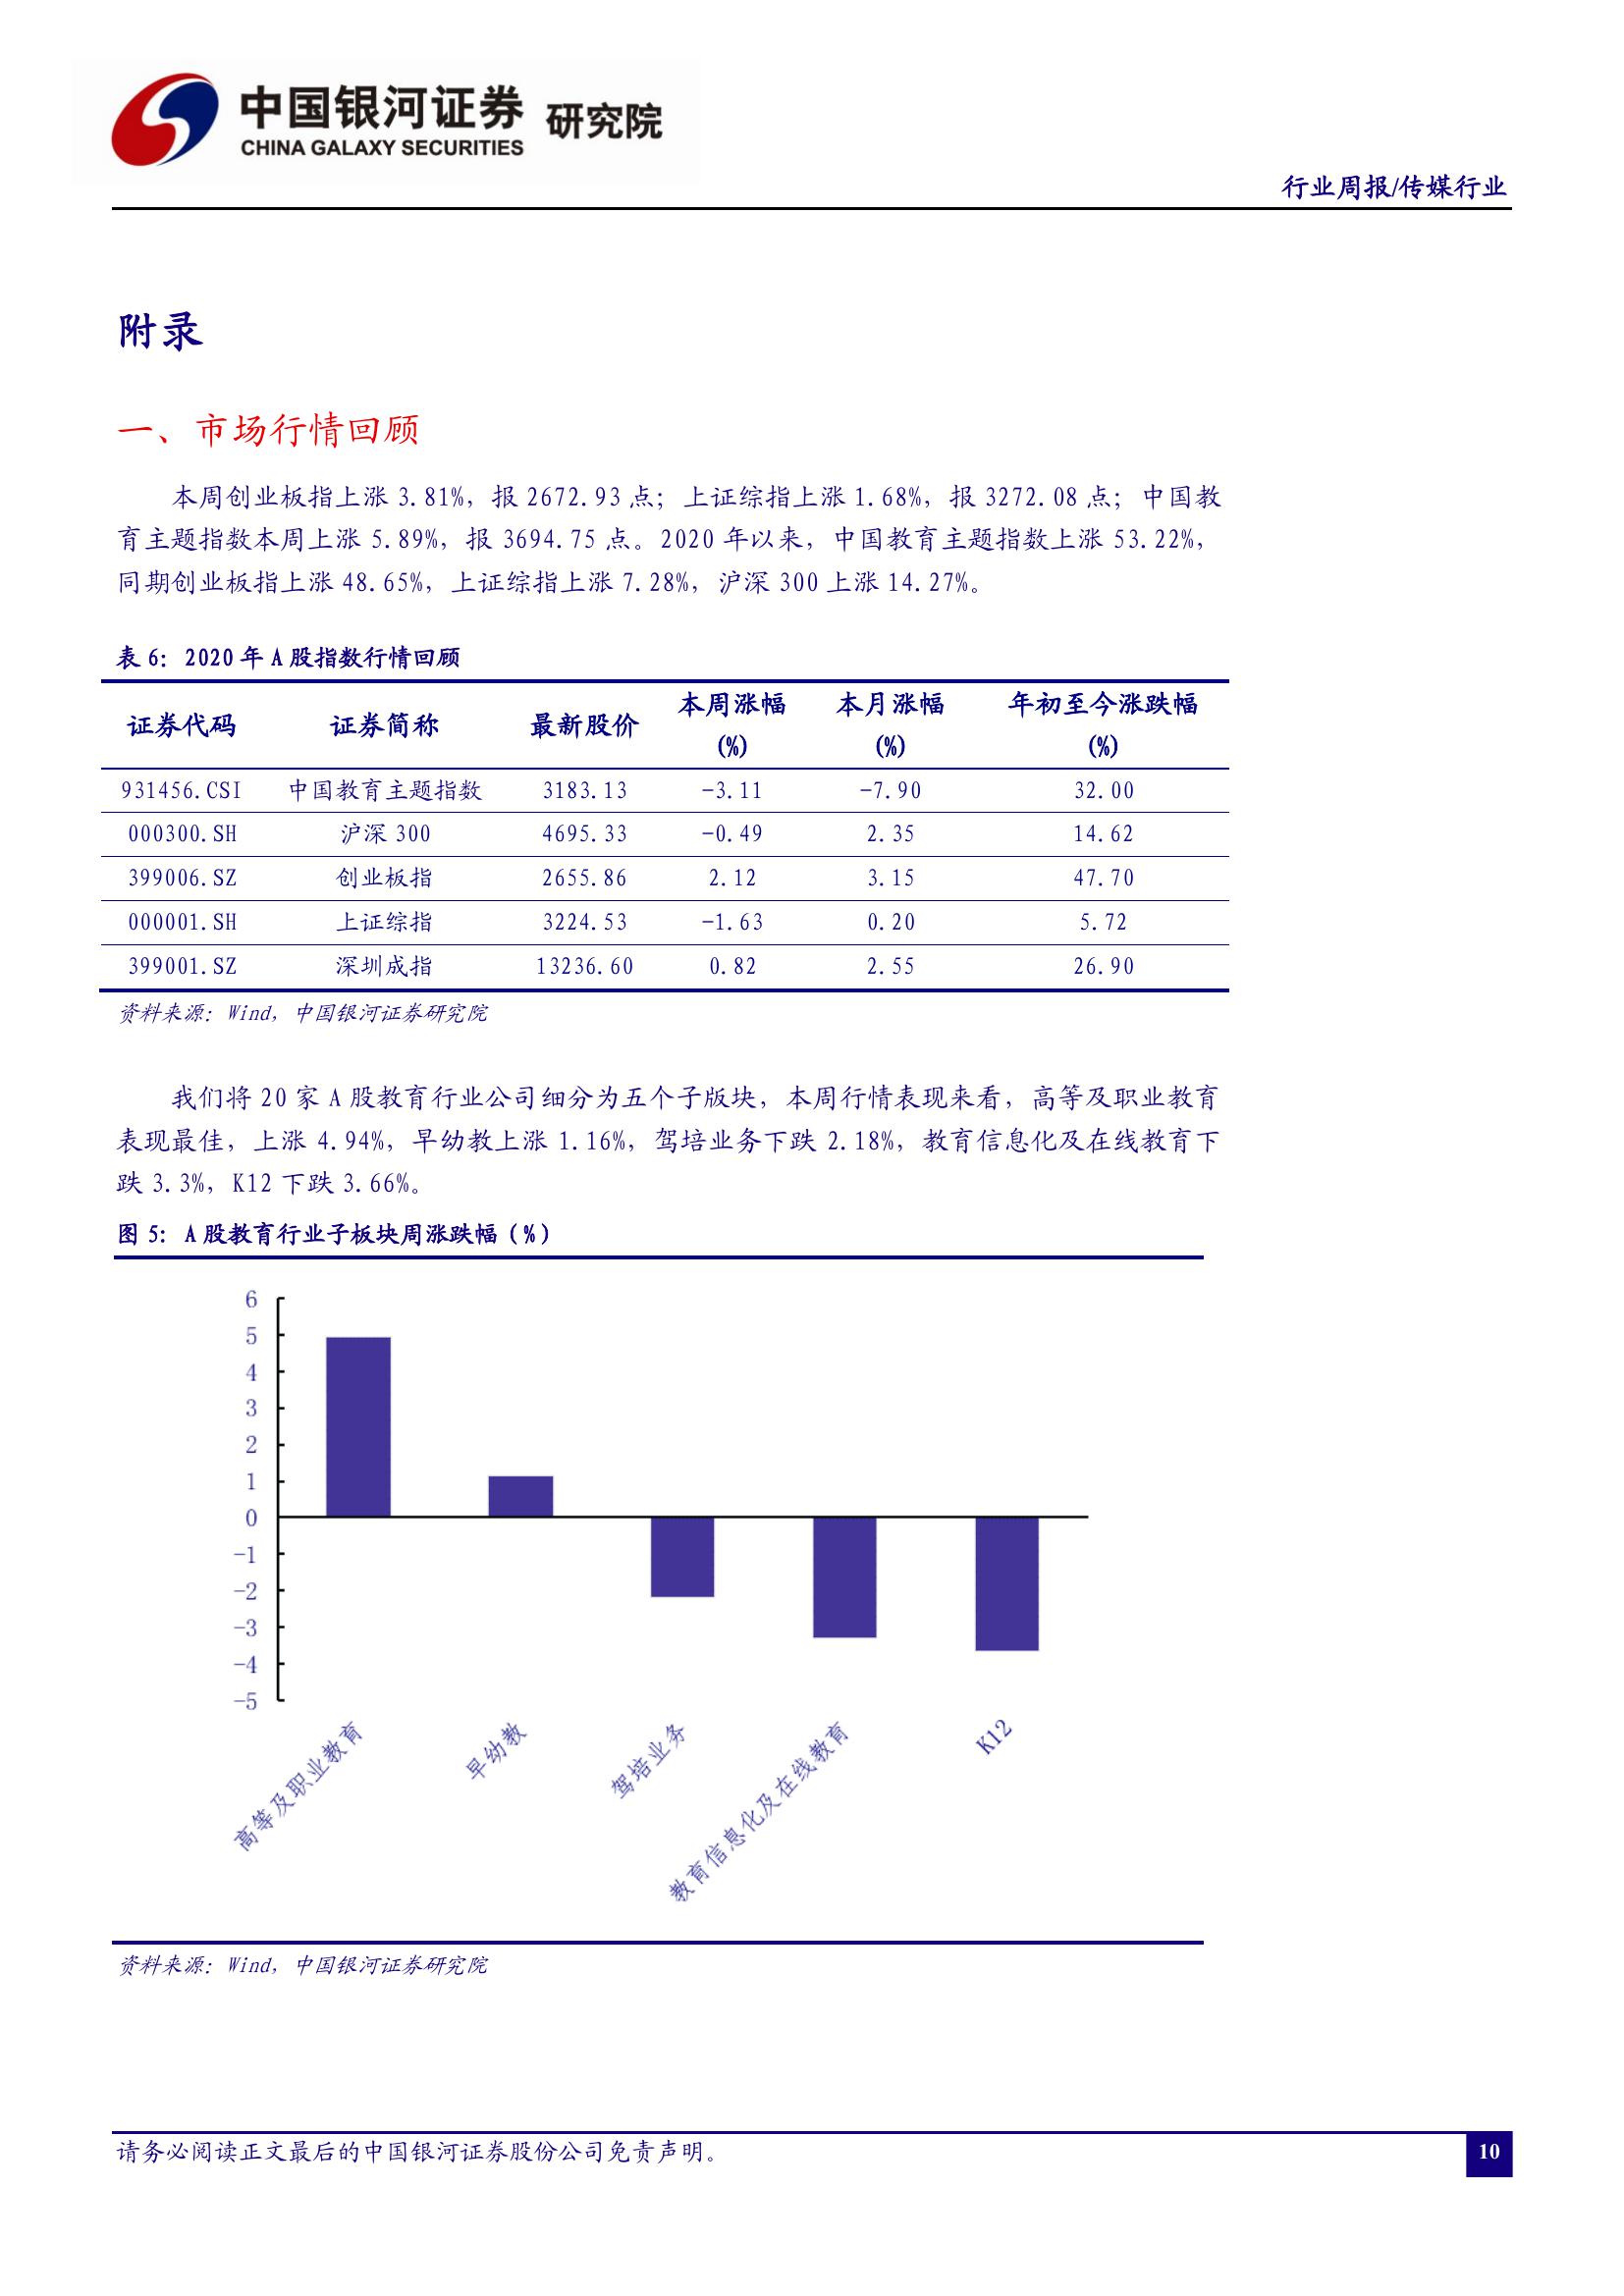 中国银河证券 研究院
CHINA GALAXY SECURITIES
行业周报/传媒行业
附录
一、市场行情回顾
本周创业板指上涨 3.81%，报 2672.93 点；上证综指上涨 1.68%，报 3272.08 点；中国教
育主题指数本周上涨 5.89%，报 3694.75 点。2020 年以来，中国教育主题指数上涨 53.22%，
同期创业板指上涨 48.65%，上证综指上涨 7.28%，沪深 300 上涨 14.27%。
表 6：2020 年 A 股指数行情回顾
证券代码 证券简称 最新股价 本周涨幅 本月涨幅 年初至今涨跌幅
(%) (%) (%)
931456.CSI 中国教育主题指数 3183.13 -3.11 -7.90 32.00
000300.SH 沪深 300 4695.33 -0.49 2.35 14.62
399006.SZ 创业板指 2655.86 2.12 3.15 47.70
000001.SH 上证综指 3224.53 -1.63 0.20 5.72
399001.SZ 深圳成指 13236.60 0.82 2.55 26.90
资料来源：Wind，中国银河证券研究院
我们将 20 家 A 股教育行业公司细分为五个子版块，本周行情表现来看，高等及职业教育
表现最佳，上涨 4.94%，早幼教上涨 1.16%，驾培业务下跌 2.18%，教育信息化及在线教育下
跌 3.3%，K12 下跌 3.66%。
图 5：A 股教育行业子板块周涨跌幅（%）
6
5
4
3
2
1
0
-1
-2
-3
-4
-5
高等及职业教育
早幼教
驾培业务
教育信息化及在线教育
K12
资料来源：Wind，中国银河证券研究院
请务必阅读正文最后的中国银河证券股份公司免责声明。
10